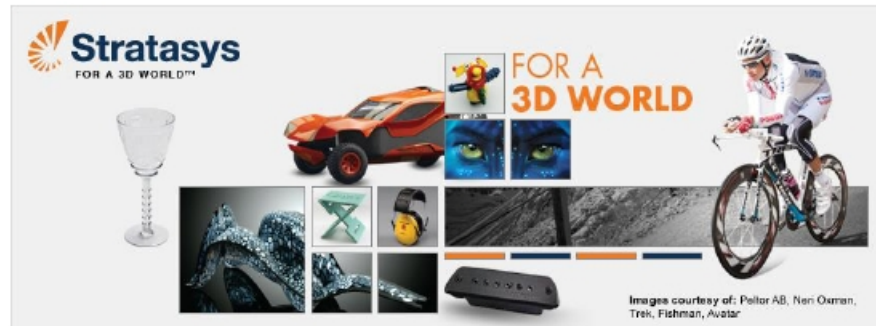 Stratasys
FOR A 3D WORLD™
FOR A
3D WORLD
Images courtesy of: Peltor AB, Neri Oxman,
Trek, Fishman, Avatar